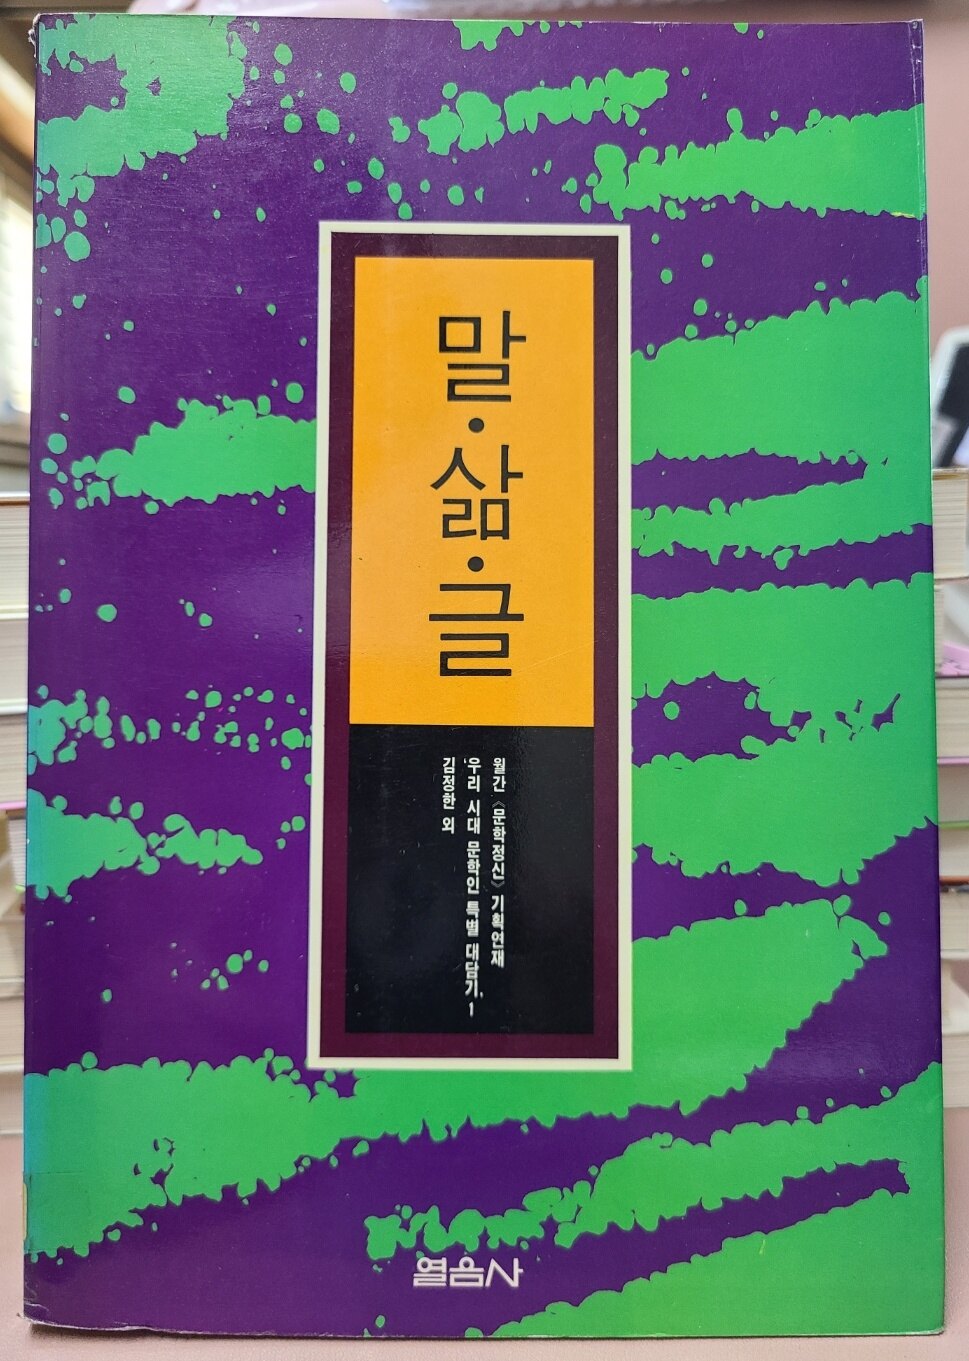 말·삶·글
월간 《문학정신》 기획연재
‘우리 시대 문학인 특별 대담기, 1
김정한 외
열음사